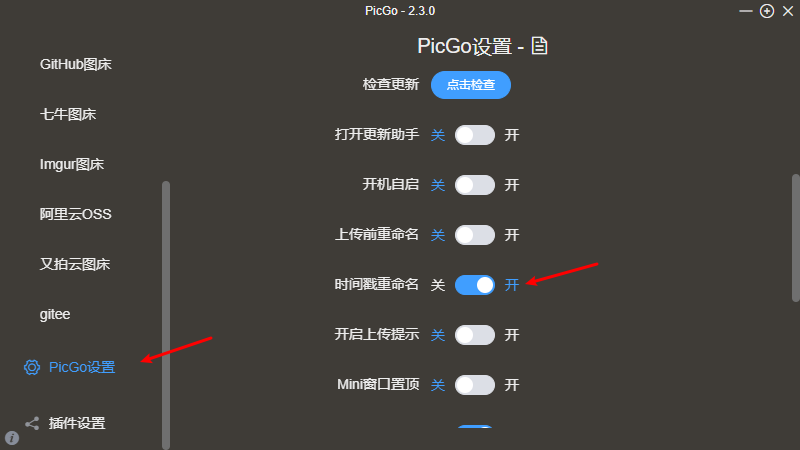 PicGo - 2.3.0
GitHub图床
七牛图床
Imgur图床
阿里云OSS
又拍云图床
gitee
PicGo设置
插件设置
PicGo设置 -
检查更新 点击检查
打开更新助手 关 开
开机自启 关 开
上传前重命名 关 开
时间戳重命名 关 开
开启上传提示 关 开
Mini窗口置顶 关 开